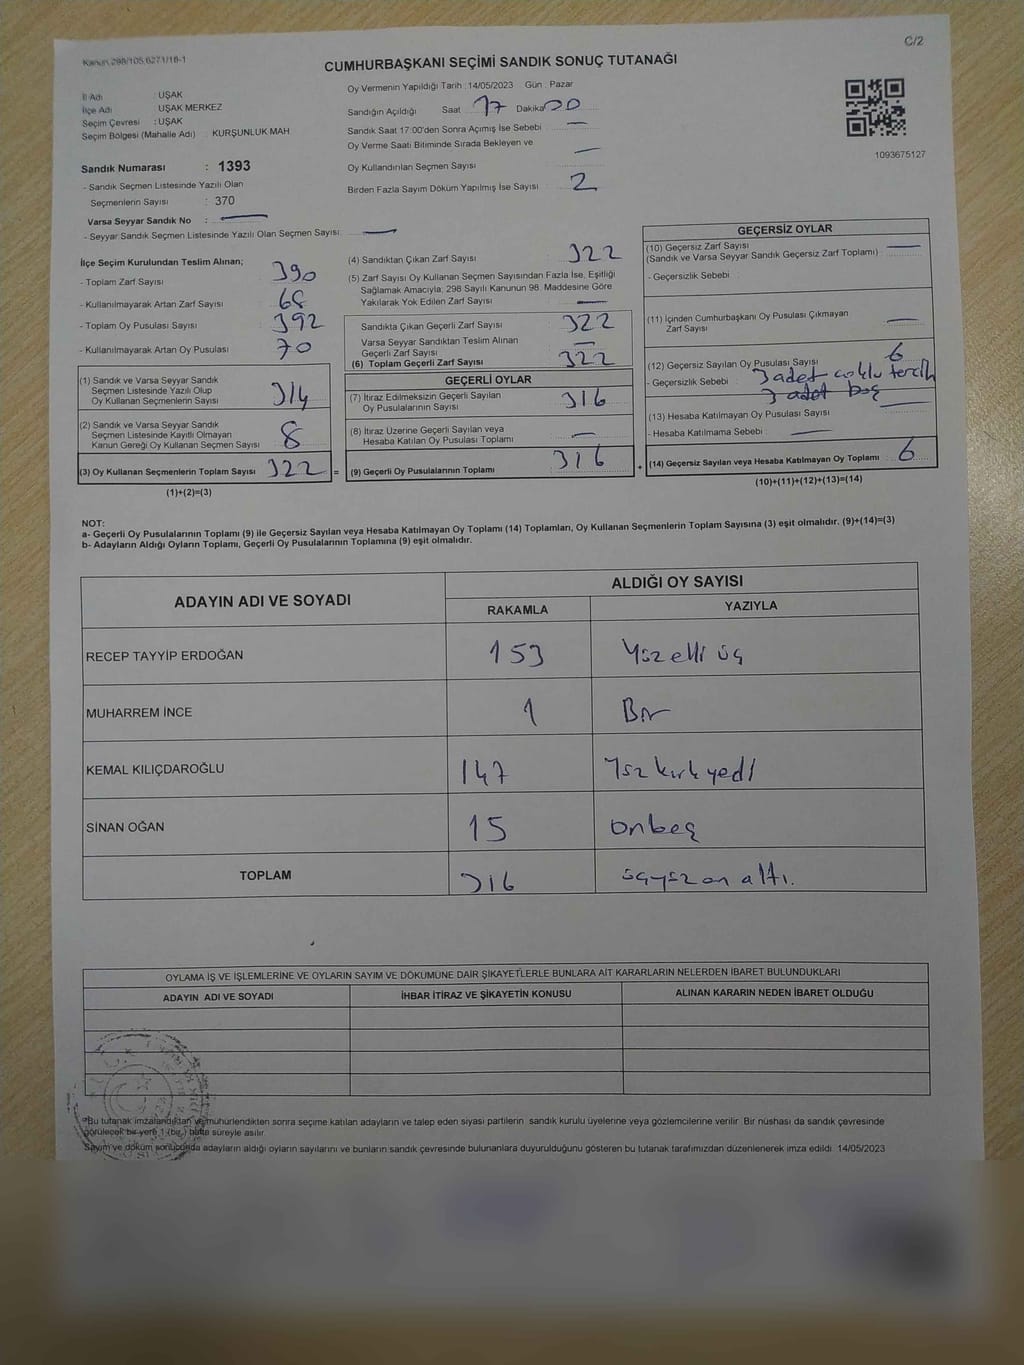 C/2
Kanun 298/105,6271/18-1
CUMHURBAŞKANI SEÇİMİ SANDIK SONUÇ TUTANAĞI
İl Adı : UŞAK
İlçe Adı : UŞAK MERKEZ
Seçim Çevresi : UŞAK
Seçim Bölgesi (Mahalle Adı) : KURŞUNLUK MAH
Sandık Numarası : 1393
- Sandık Seçmen Listesinde Yazılı Olan
Seçmenlerin Sayısı : 370
Varsa Seyyar Sandık No : —
- Seyyar Sandık Seçmen Listesinde Yazılı Olan Seçmen Sayısı: —
Oy Vermenin Yapıldığı Tarih : 14/05/2023 Gün : Pazar
Sandığın Açıldığı Saat 17 Dakika 00
Sandık Saat 17:00'den Sonra Açımış İse Sebebi : —
Oy Verme Saati Bitiminde Sırada Bekleyen ve —
Oy Kullandırılan Seçmen Sayısı
Birden Fazla Sayım Döküm Yapılmış İse Sayısı : 2
1093675127
İlçe Seçim Kurulundan Teslim Alınan;
- Toplam Zarf Sayısı : 390
- Kullanılmayarak Artan Zarf Sayısı : 68
- Toplam Oy Pusulası Sayısı : 392
- Kullanılmayarak Artan Oy Pusulası : 70
(1) Sandık ve Varsa Seyyar Sandık
Seçmen Listesinde Yazılı Olup
Oy Kullanan Seçmenlerin Sayısı : 314
(2) Sandık ve Varsa Seyyar Sandık
Seçmen Listesinde Kayıtlı Olmayan
Kanun Gereği Oy Kullanan Seçmen Sayısı : 8
(3) Oy Kullanan Seçmenlerin Toplam Sayısı : 322 =
(1)+(2)=(3)
(4) Sandıktan Çıkan Zarf Sayısı : 322
(5) Zarf Sayısı Oy Kullanan Seçmen Sayısından Fazla İse, Eşitliği
Sağlamak Amacıyla; 298 Sayılı Kanunun 98. Maddesine Göre
Yakılarak Yok Edilen Zarf Sayısı : —
Sandıkta Çıkan Geçerli Zarf Sayısı : 322
Varsa Seyyar Sandıktan Teslim Alınan
Geçerli Zarf Sayısı : —
(6) Toplam Geçerli Zarf Sayısı : 322
GEÇERLİ OYLAR
(7) İtiraz Edilmeksizin Geçerli Sayılan
Oy Pusulalarının Sayısı : 316
(8) İtiraz Üzerine Geçerli Sayılan veya
Hesaba Katılan Oy Pusulası Toplamı : —
(9) Geçerli Oy Pusulalarının Toplamı : 316 +
GEÇERSİZ OYLAR
(10) Geçersiz Zarf Sayısı : —
(Sandık ve Varsa Seyyar Sandık Geçersiz Zarf Toplamı)
- Geçersizlik Sebebi :
(11) İçinden Cumhurbaşkanı Oy Pusulası Çıkmayan
Zarf Sayısı : —
(12) Geçersiz Sayılan Oy Pusulası Sayısı : 6
- Geçersizlik Sebebi : 3 adet çoklu tercih
3 adet boş
(13) Hesaba Katılmayan Oy Pusulası Sayısı : —
- Hesaba Katılmama Sebebi : —
(14) Geçersiz Sayılan veya Hesaba Katılmayan Oy Toplamı : 6
(10)+(11)+(12)+(13)=(14)
NOT:
a- Geçerli Oy Pusulalarının Toplamı (9) ile Geçersiz Sayılan veya Hesaba Katılmayan Oy Toplamı (14) Toplamları, Oy Kullanan Seçmenlerin Toplam Sayısına (3) eşit olmalıdır. (9)+(14)=(3)
b- Adayların Aldığı Oyların Toplamı, Geçerli Oy Pusulalarının Toplamına (9) eşit olmalıdır.
ADAYIN ADI VE SOYADI ALDIĞI OY SAYISI
RAKAMLA YAZIYLA
RECEP TAYYİP ERDOĞAN 153 Yüzelli üç
MUHARREM İNCE 1 Bir
KEMAL KILIÇDAROĞLU 147 Yüz kırk yedi
SİNAN OĞAN 15 onbeş
TOPLAM 316 üçyüz on altı.
OYLAMA İŞ VE İŞLEMLERİNE VE OYLARIN SAYIM VE DÖKÜMÜNE DAİR ŞİKAYETLERLE BUNLARA AİT KARARLARIN NELERDEN İBARET BULUNDUKLARI
ADAYIN ADI VE SOYADI İHBAR İTİRAZ VE ŞİKAYETİN KONUSU ALINAN KARARIN NEDEN İBARET OLDUĞU
*Bu tutanak imzalandıktan ve mühürlendikten sonra seçime katılan adayların ve talep eden siyasi partilerin sandık kurulu üyelerine veya gözlemcilerine verilir. Bir nüshası da sandık çevresinde
görülecek bir yere 1 (bir) hafta süreyle asılır
Sayım ve döküm sonucunda adayların aldığı oyların sayılarını ve bunların sandık çevresinde bulunanlara duyurulduğunu gösteren bu tutanak tarafımızdan düzenlenerek imza edildi. 14/05/2023